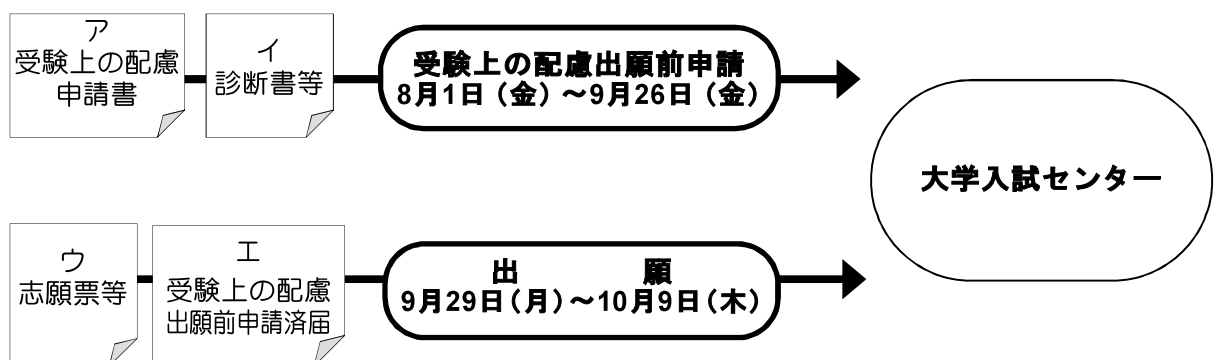 ア
受験上の配慮
申請書
イ
診断書等
受験上の配慮出願前申請
8月1日（金）～9月26日（金）
大学入試センター
ウ
志願票等
エ
受験上の配慮
出願前申請済届
出　　　願
9月29日（月）～10月9日（木）